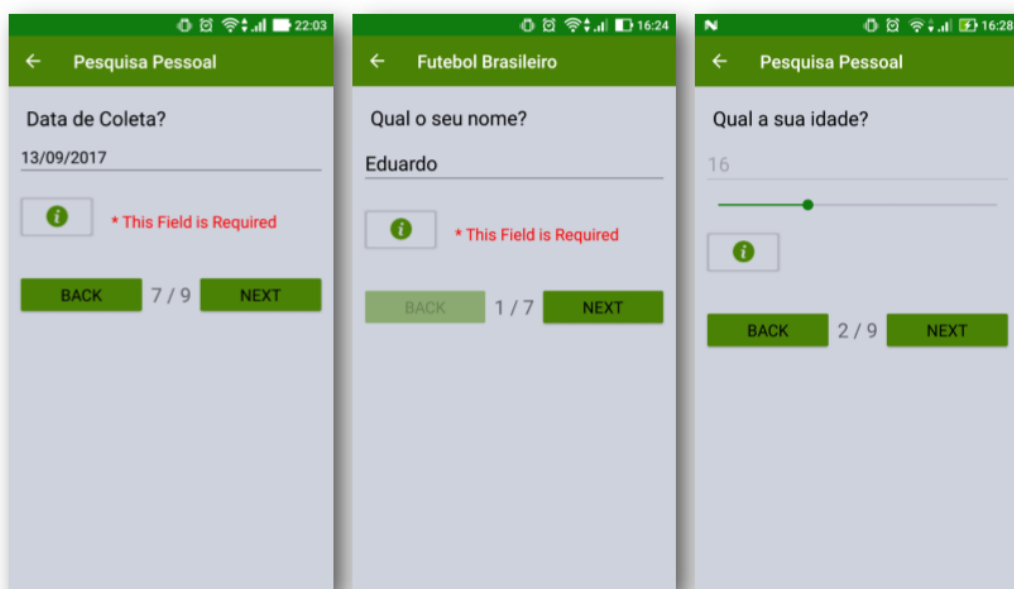 22:03
Pesquisa Pessoal
Data de Coleta?
13/09/2017
* This Field is Required
BACK 7 / 9 NEXT
16:24
Futebol Brasileiro
Qual o seu nome?
Eduardo
* This Field is Required
BACK 1 / 7 NEXT
16:28
Pesquisa Pessoal
Qual a sua idade?
16
BACK 2 / 9 NEXT